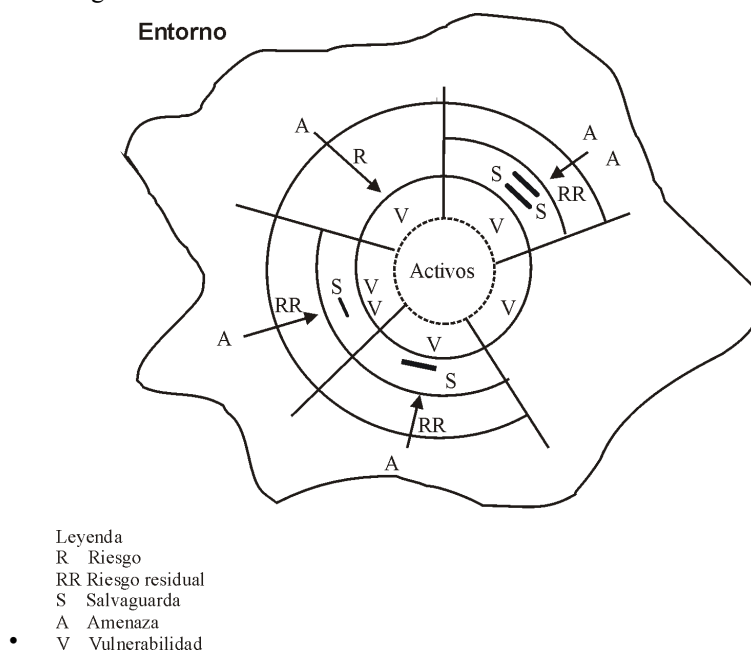 Entorno
A
R
A
A
S
S
RR
V
V
Activos
S
V
V
V
RR
A
V
S
RR
A
Leyenda
R Riesgo
RR Riesgo residual
S Salvaguarda
A Amenaza
• V Vulnerabilidad